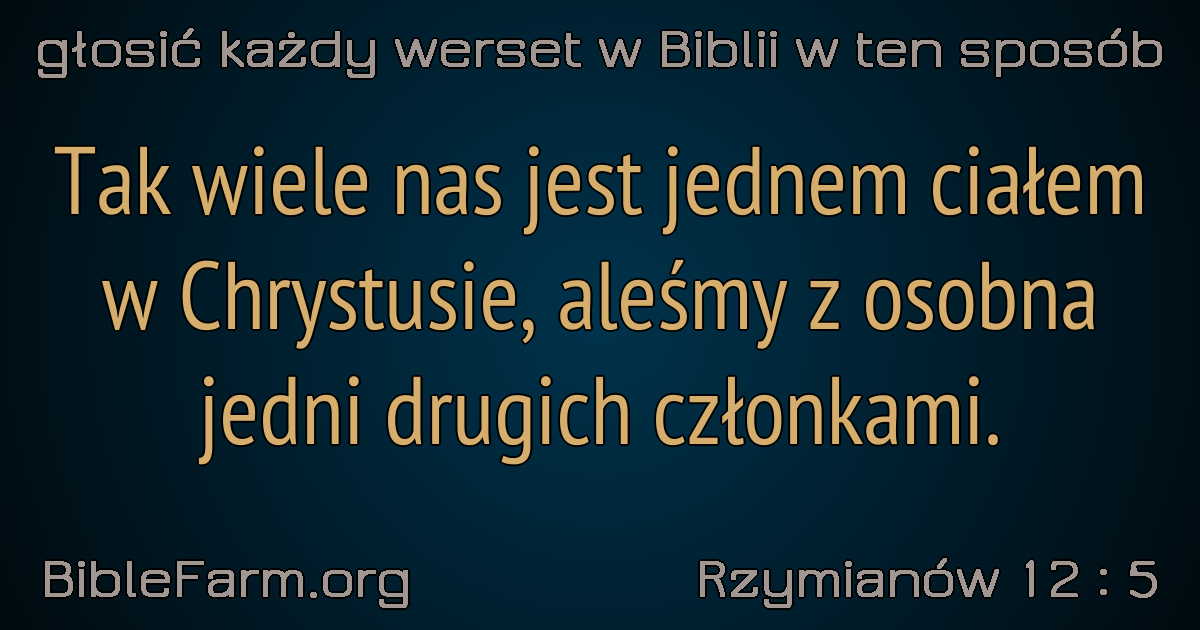 głosić każdy werset w Biblii w ten sposób
Tak wiele nas jest jednem ciałem
w Chrystusie, aleśmy z osobna
jedni drugich członkami.
BibleFarm.org
Rzymianów 12 : 5